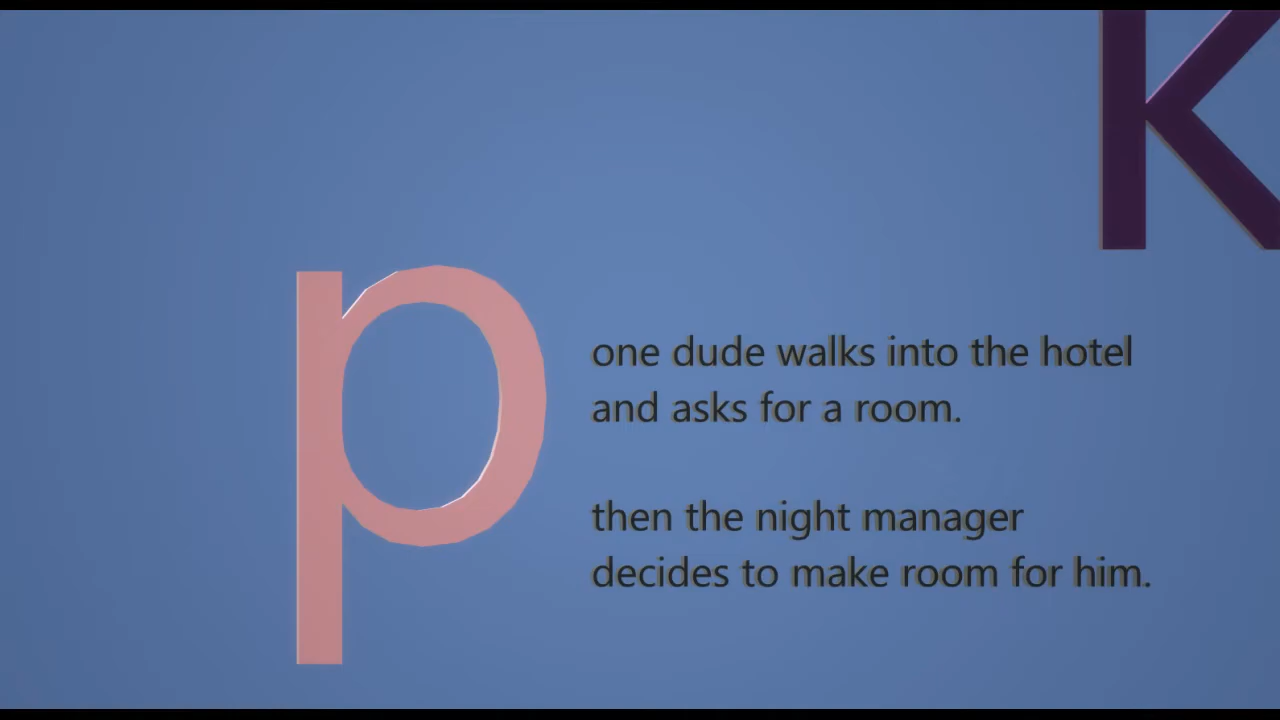 k
p
one dude walks into the hotel
and asks for a room.
then the night manager
decides to make room for him.